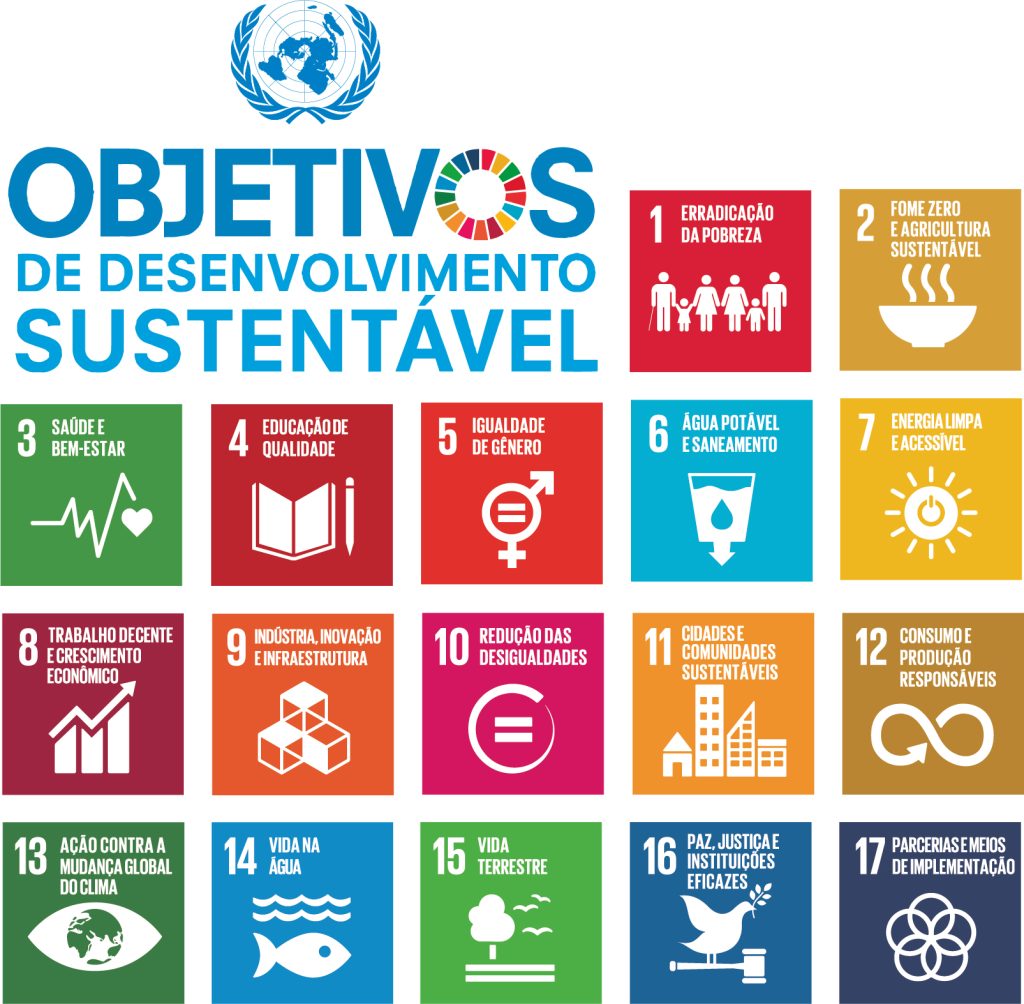 OBJETIVOS
DE DESENVOLVIMENTO
SUSTENTÁVEL
1 ERRADICAÇÃO
DA POBREZA
2 FOME ZERO
E AGRICULTURA
SUSTENTÁVEL
3 SAÚDE E
BEM-ESTAR
4 EDUCAÇÃO DE
QUALIDADE
5 IGUALDADE
DE GÊNERO
6 ÁGUA POTÁVEL
E SANEAMENTO
7 ENERGIA LIMPA
E ACESSÍVEL
8 TRABALHO DECENTE
E CRESCIMENTO
ECONÔMICO
9 INDÚSTRIA, INOVAÇÃO
E INFRAESTRUTURA
10 REDUÇÃO DAS
DESIGUALDADES
11 CIDADES E
COMUNIDADES
SUSTENTÁVEIS
12 CONSUMO E
PRODUÇÃO
RESPONSÁVEIS
13 AÇÃO CONTRA A
MUDANÇA GLOBAL
DO CLIMA
14 VIDA NA
ÁGUA
15 VIDA
TERRESTRE
16 PAZ, JUSTIÇA E
INSTITUIÇÕES
EFICAZES
17 PARCERIAS E MEIOS
DE IMPLEMENTAÇÃO